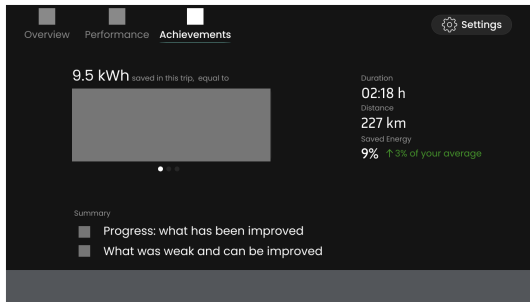 Overview Performance Achievements
Settings
9.5 kWh saved in this trip, equal to
Duration
02:18 h
Distance
227 km
Saved Energy
9% ↑3% of your average
Summary
Progress: what has been improved
What was weak and can be improved